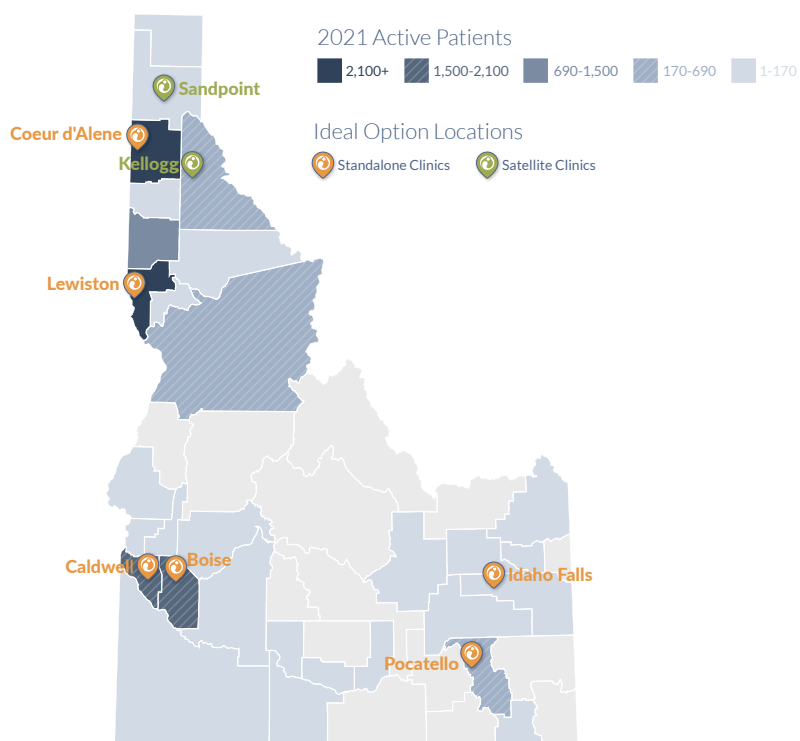 2021 Active Patients
2,100+ 1,500-2,100 690-1,500 170-690 1-170
Sandpoint
Ideal Option Locations
Coeur d'Alene
Kellogg
Standalone Clinics Satellite Clinics
Lewiston
Caldwell
Boise
Idaho Falls
Pocatello